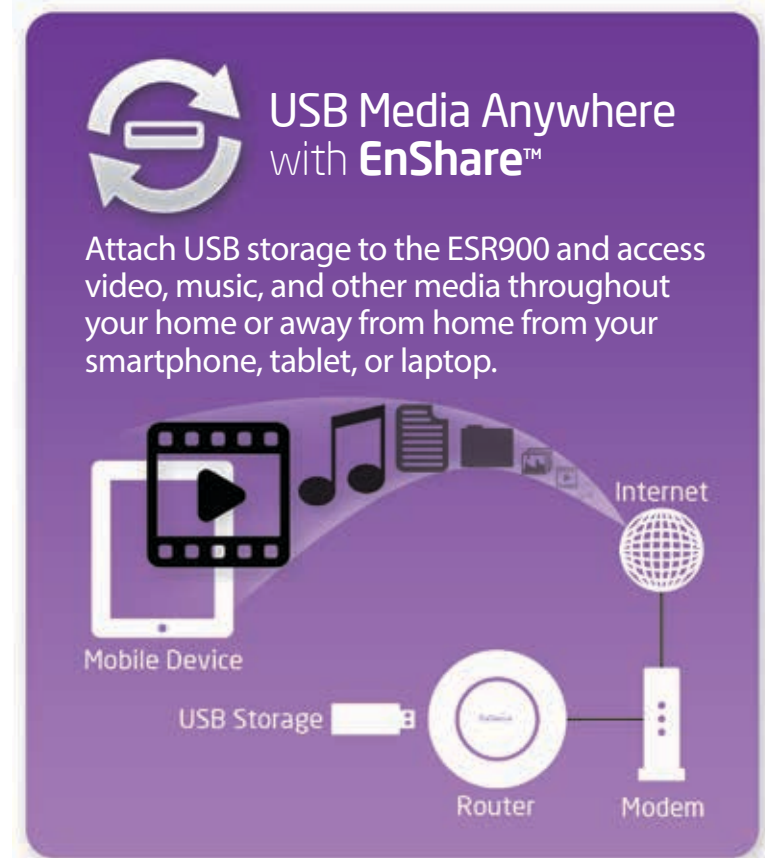 USB Media Anywhere
with EnShare™
Attach USB storage to the ESR900 and access
video, music, and other media throughout
your home or away from home from your
smartphone, tablet, or laptop.
Internet
Mobile Device
USB Storage
Router
Modem